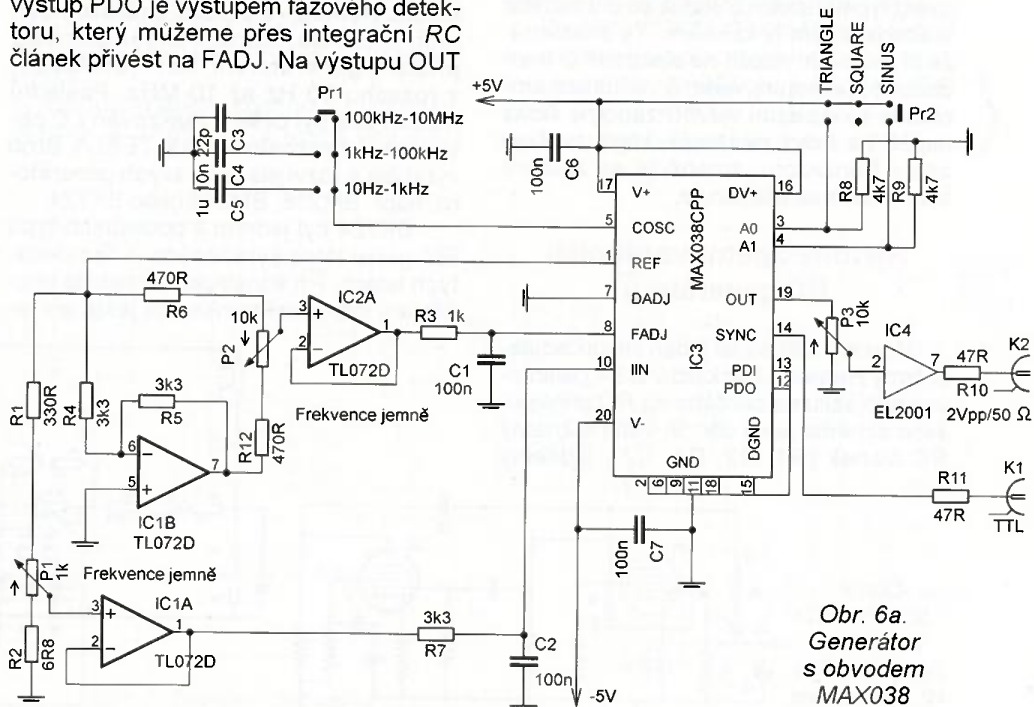 výstup PDO je výstupem fázového detek-
toru, který můžeme přes integrační RC
článek přivést na FADJ. Na výstupu OUT
Pr1
22p
C3
100kHz-10MHz
10n
C4
1kHz-100kHz
1u
C5
10Hz-1kHz
+5V
TRIANGLE
SQUARE
SINUS
Pr2
100n
C6
R8
4k7
R9
4k7
17
V+
DV+
16
5
COSC
A0
3
1
REF
A1
4
7
DADJ
OUT
19
8
FADJ
SYNC
14
10
IIN
PDI
13
PDO
12
20
V-
DGND
GND
2
6
9
11
18
15
MAX038CPP
IC3
P3
10k
IC4
2
7
EL2001
47R
R10
K2
2Vpp/50 Ω
R11
47R
K1
TTL
470R
R6
10k
P2
IC2A
3
+
2
−
1
TL072D
R3 1k
C1
100n
Frekvence jemně
R1
330R
R4
3k3
3k3
R5
6
−
5
+
7
IC1B
TL072D
R12
470R
P1
1k
Frekvence jemně
IC1A
3
+
2
−
1
TL072D
R2
6R8
3k3
R7
C2
100n
100n
C7
-5V
Obr. 6a.
Generátor
s obvodem
MAX038